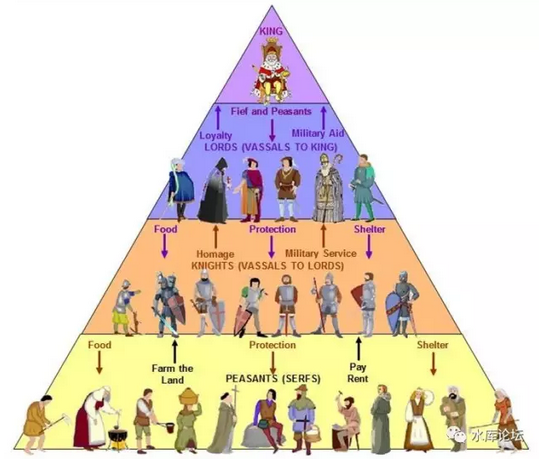 KING
Fief and Peasants
Loyalty
Military Aid
LORDS (VASSALS TO KING)
Food
Protection
Shelter
Homage
Military Service
KNIGHTS (VASSALS TO LORDS)
Food
Protection
Shelter
Farm the
Land
Pay
Rent
PEASANTS (SERFS)
水库论坛